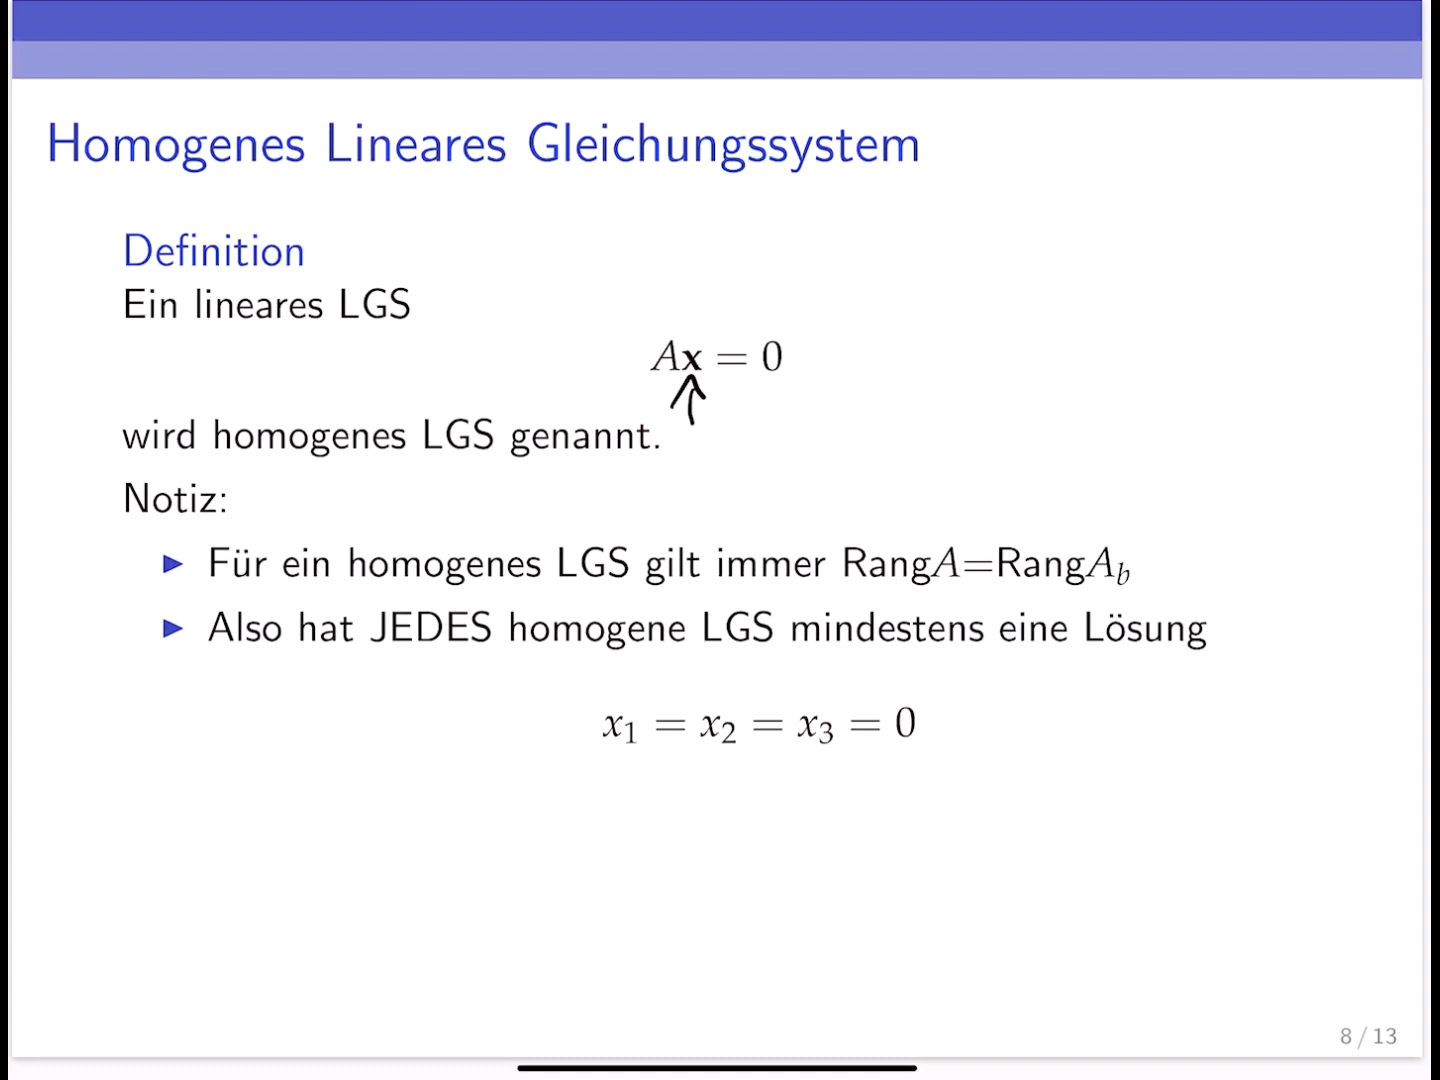 Homogenes Lineares Gleichungssystem
Definition
Ein lineares LGS
Ax = 0
wird homogenes LGS genannt.
Notiz:
▶ Für ein homogenes LGS gilt immer RangA=RangA_b
▶ Also hat JEDES homogene LGS mindestens eine Lösung
x₁ = x₂ = x₃ = 0
8 / 13